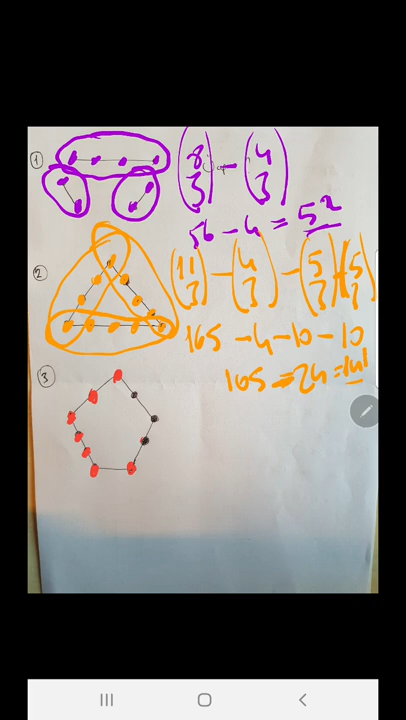 1
(8 3) - (4 3)
56 - 4 = 52
2
(11 3) - (4 3) - (5 3) - (5 3)
165 - 4 - 10 - 10
165 - 24 = 141
3